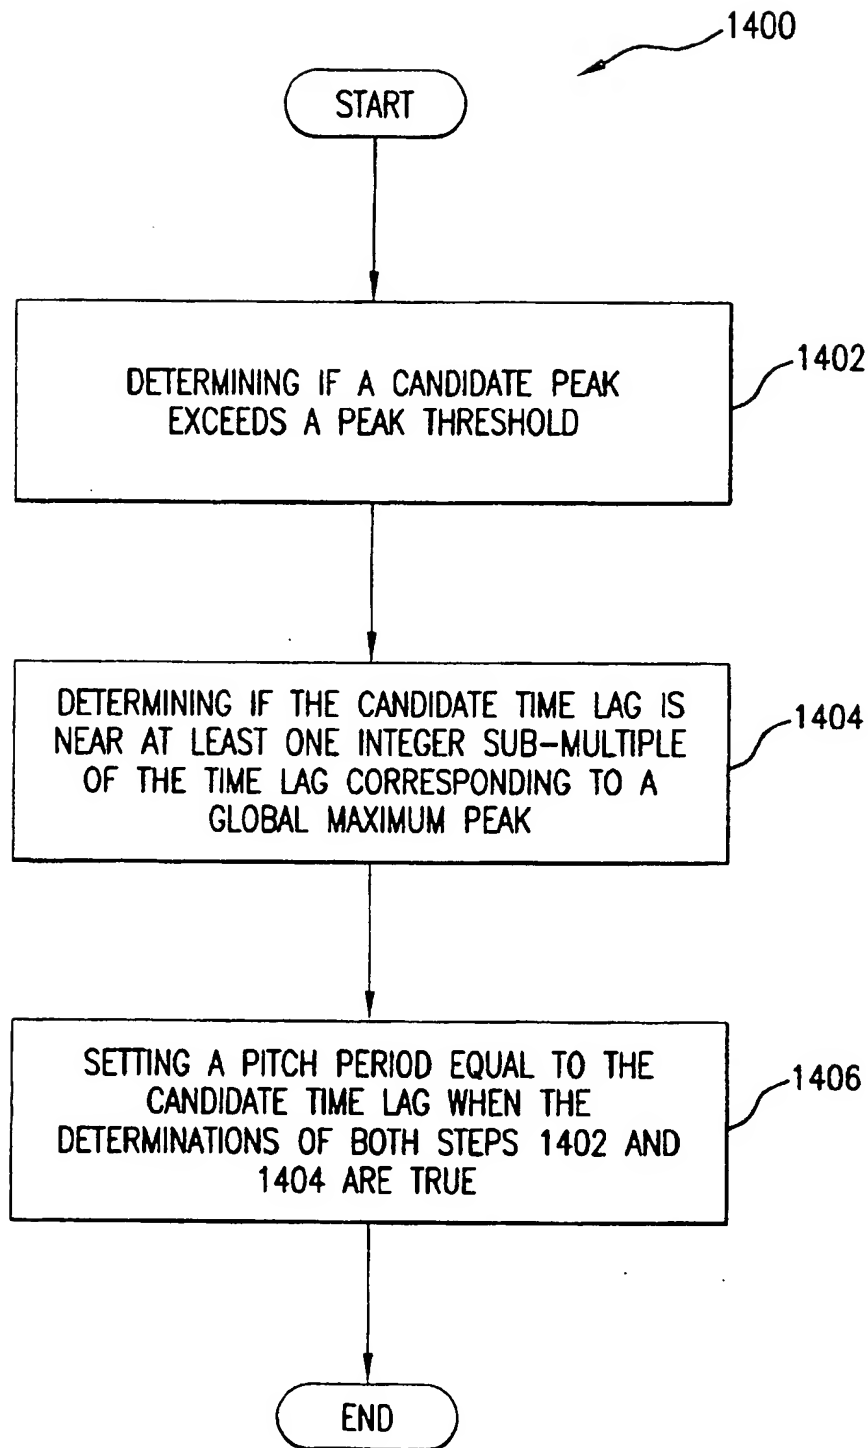 1400
START
DETERMINING IF A CANDIDATE PEAK
EXCEEDS A PEAK THRESHOLD
1402
DETERMINING IF THE CANDIDATE TIME LAG IS
NEAR AT LEAST ONE INTEGER SUB-MULTIPLE
OF THE TIME LAG CORRESPONDING TO A
GLOBAL MAXIMUM PEAK
1404
SETTING A PITCH PERIOD EQUAL TO THE
CANDIDATE TIME LAG WHEN THE
DETERMINATIONS OF BOTH STEPS 1402 AND
1404 ARE TRUE
1406
END